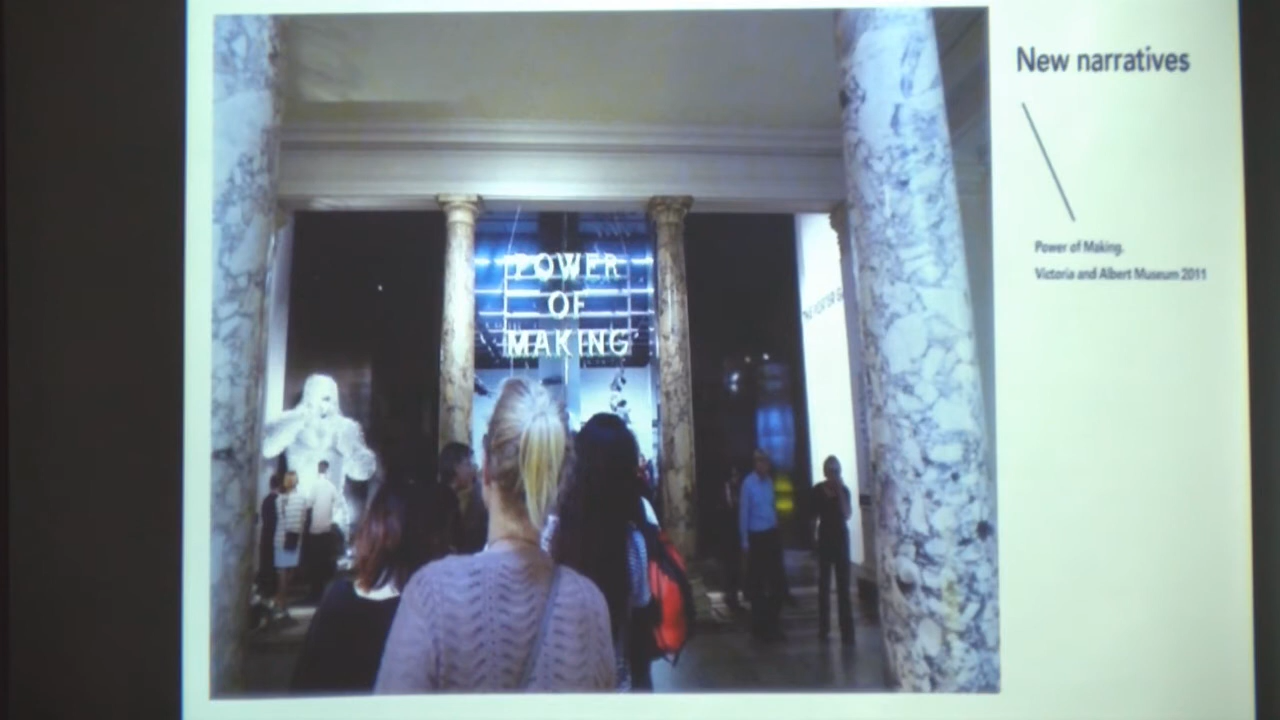 New narratives
Power of Making.
Victoria and Albert Museum 2011
POWER
OF
MAKING